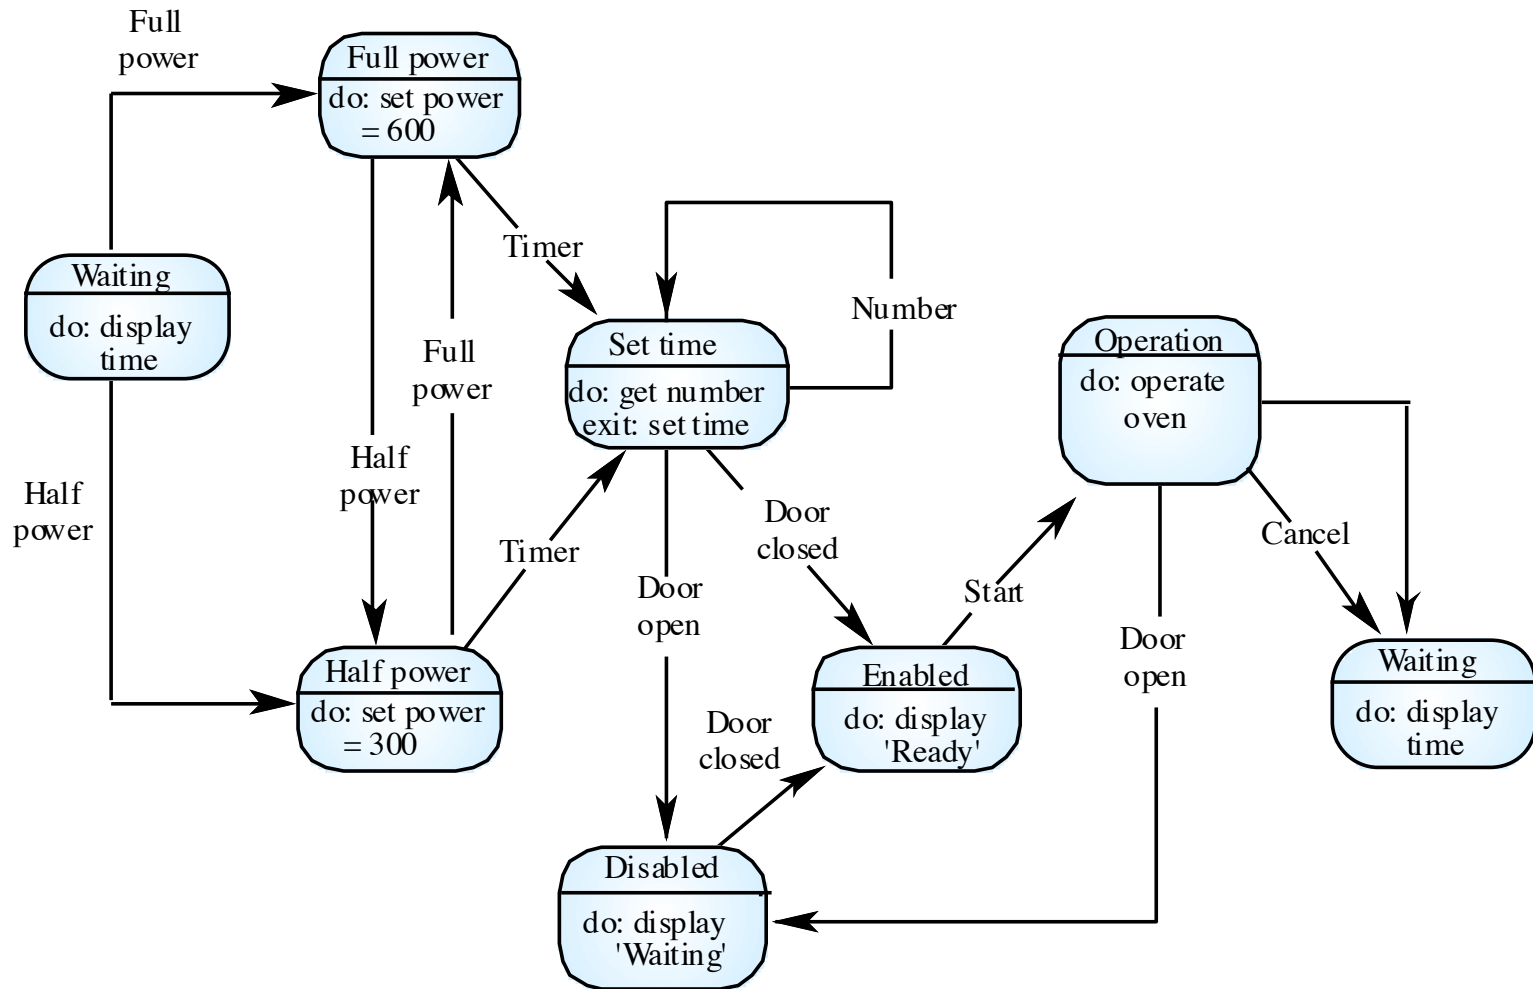 Full
power
Full power
do: set power
= 600
Timer
Waiting
do: display
time
Number
Full
power
Set time
do: get number
exit: set time
Operation
do: operate
oven
Half
power
Half
power
Timer
Door
closed
Cancel
Door
open
Start
Door
open
Half power
do: set power
= 300
Enabled
do: display
'Ready'
Waiting
do: display
time
Door
closed
Disabled
do: display
'Waiting'